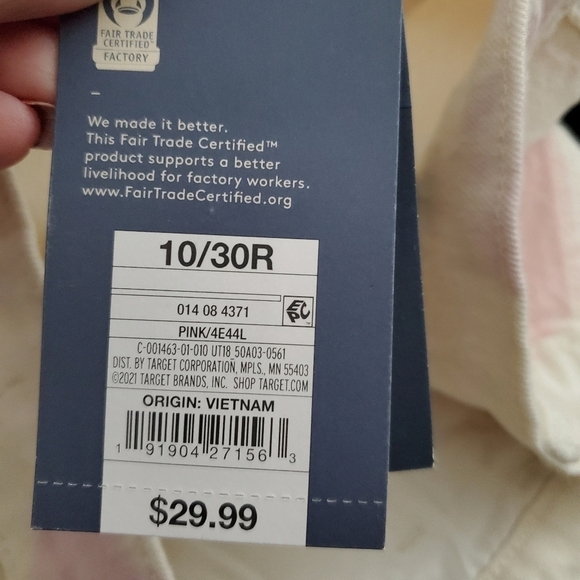 FAIR TRADE
CERTIFIED
FACTORY
We made it better.
This Fair Trade Certified™
product supports a better
livelihood for factory workers.
www.FairTradeCertified.org
10/30R
014 08 4371
EPC
PINK/4E44L
C-001463-01-010 UT18 50A03-0561
DIST. BY TARGET CORPORATION, MPLS., MN 55403
©2021 TARGET BRANDS, INC. SHOP TARGET.COM
ORIGIN: VIETNAM
1 91904 27156 3
$29.99